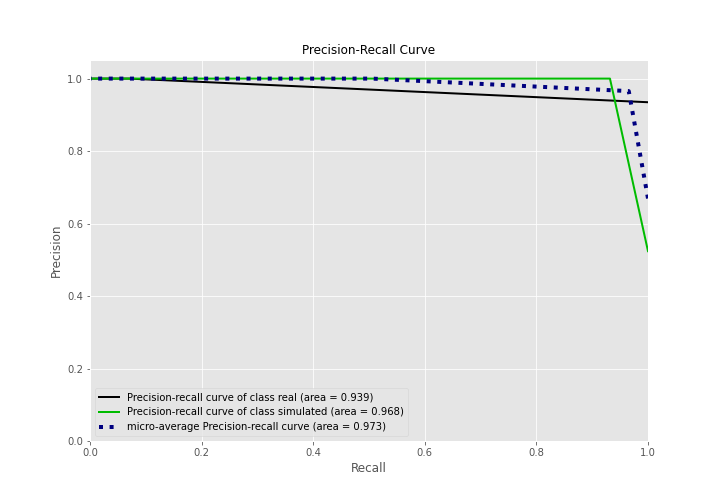 Precision-Recall Curve
1.0
0.8
0.6
0.4
0.2
0.0
Precision
Precision-recall curve of class real (area = 0.939)
Precision-recall curve of class simulated (area = 0.968)
micro-average Precision-recall curve (area = 0.973)
0.0 0.2 0.4 0.6 0.8 1.0
Recall